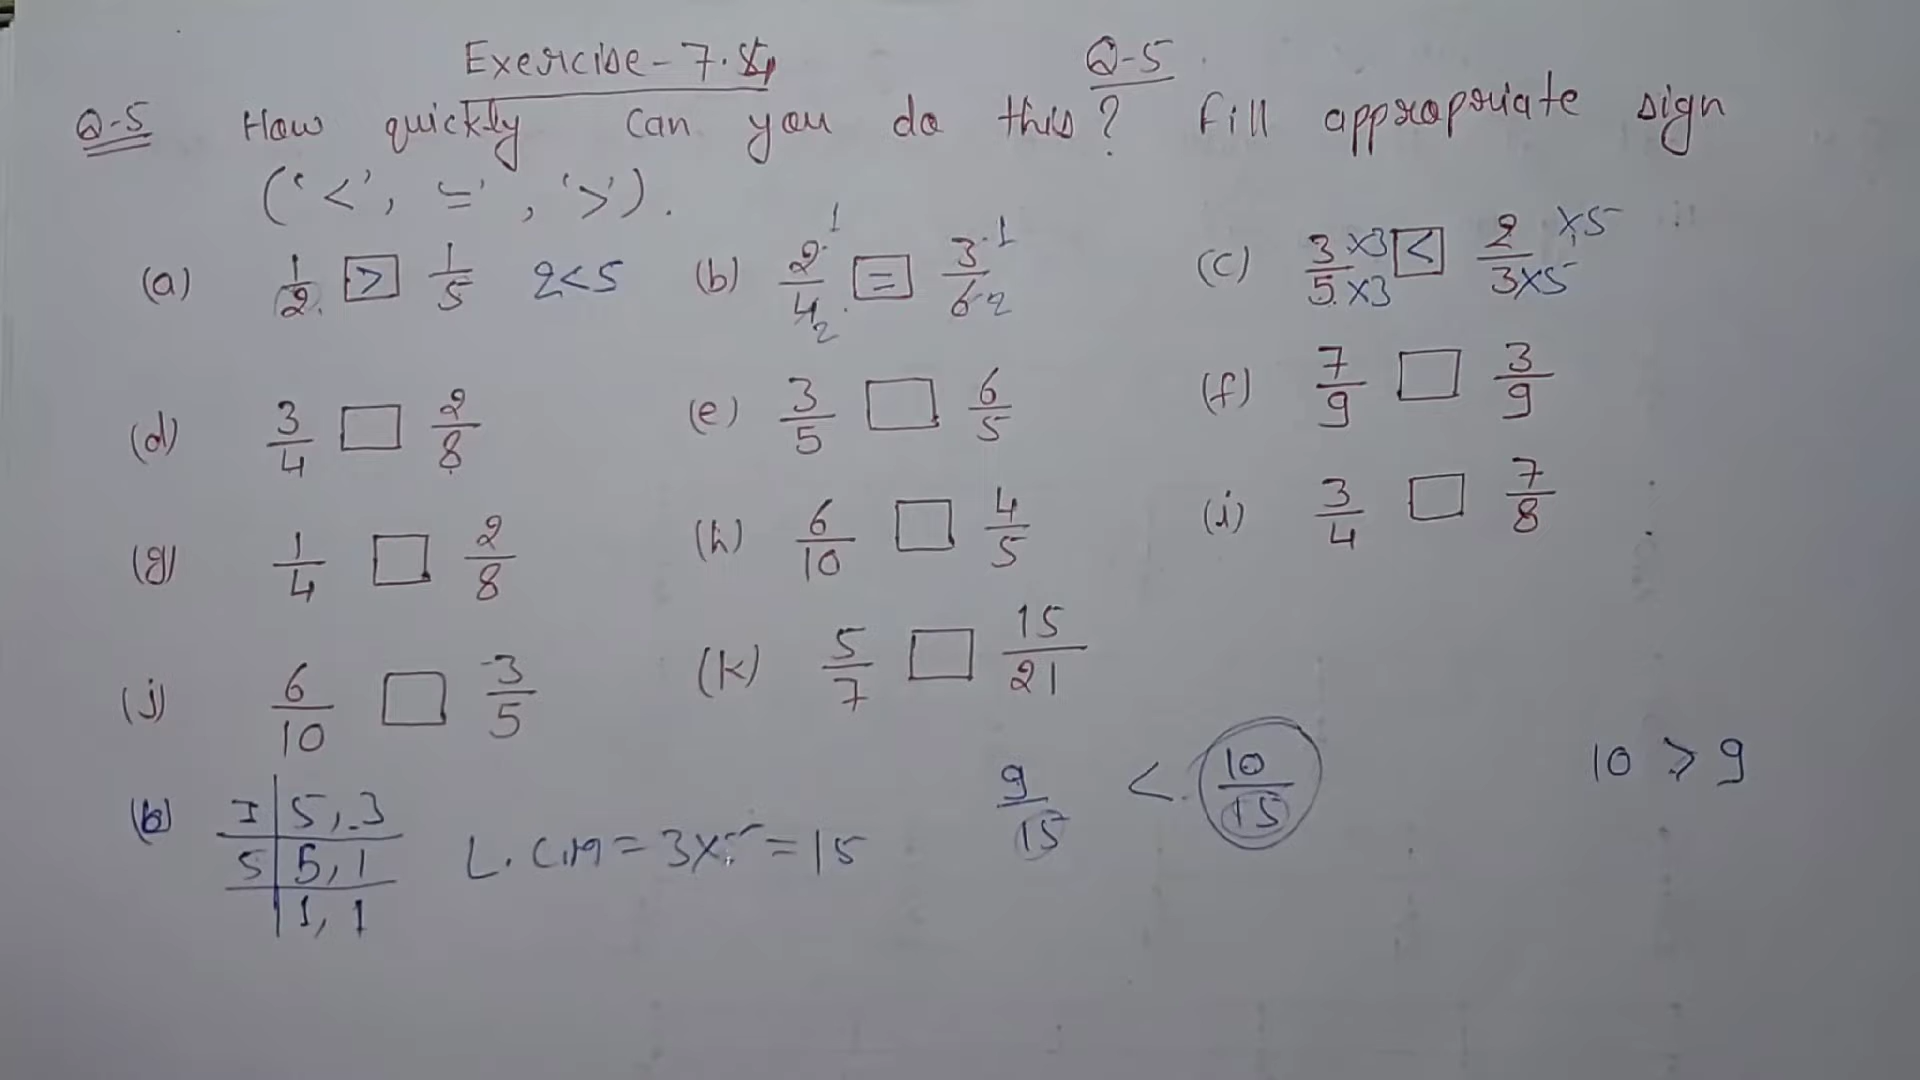 Exercise-7.4
Q-5
Q-5 How quickly can you do this? Fill appropriate sign
('<', '=', '>').
(a) 1/2 [>] 1/5 2<5 (b) 2/4 [=] 3/6 1 2 1 2 (c) 3/5 ×3 ×3 [<] 2/3 ×5 ×5
(d) 3/4 □ 2/8 (e) 3/5 □ 6/5 (f) 7/9 □ 3/9
(g) 1/4 □ 2/8 (h) 6/10 □ 4/5 (i) 3/4 □ 7/8
(j) 6/10 □ 3/5 (k) 5/7 □ 15/21
5, 3
5 5, 1
1, 1
L.C.M = 3×5 = 15
9/15 < 10/15
10 > 9